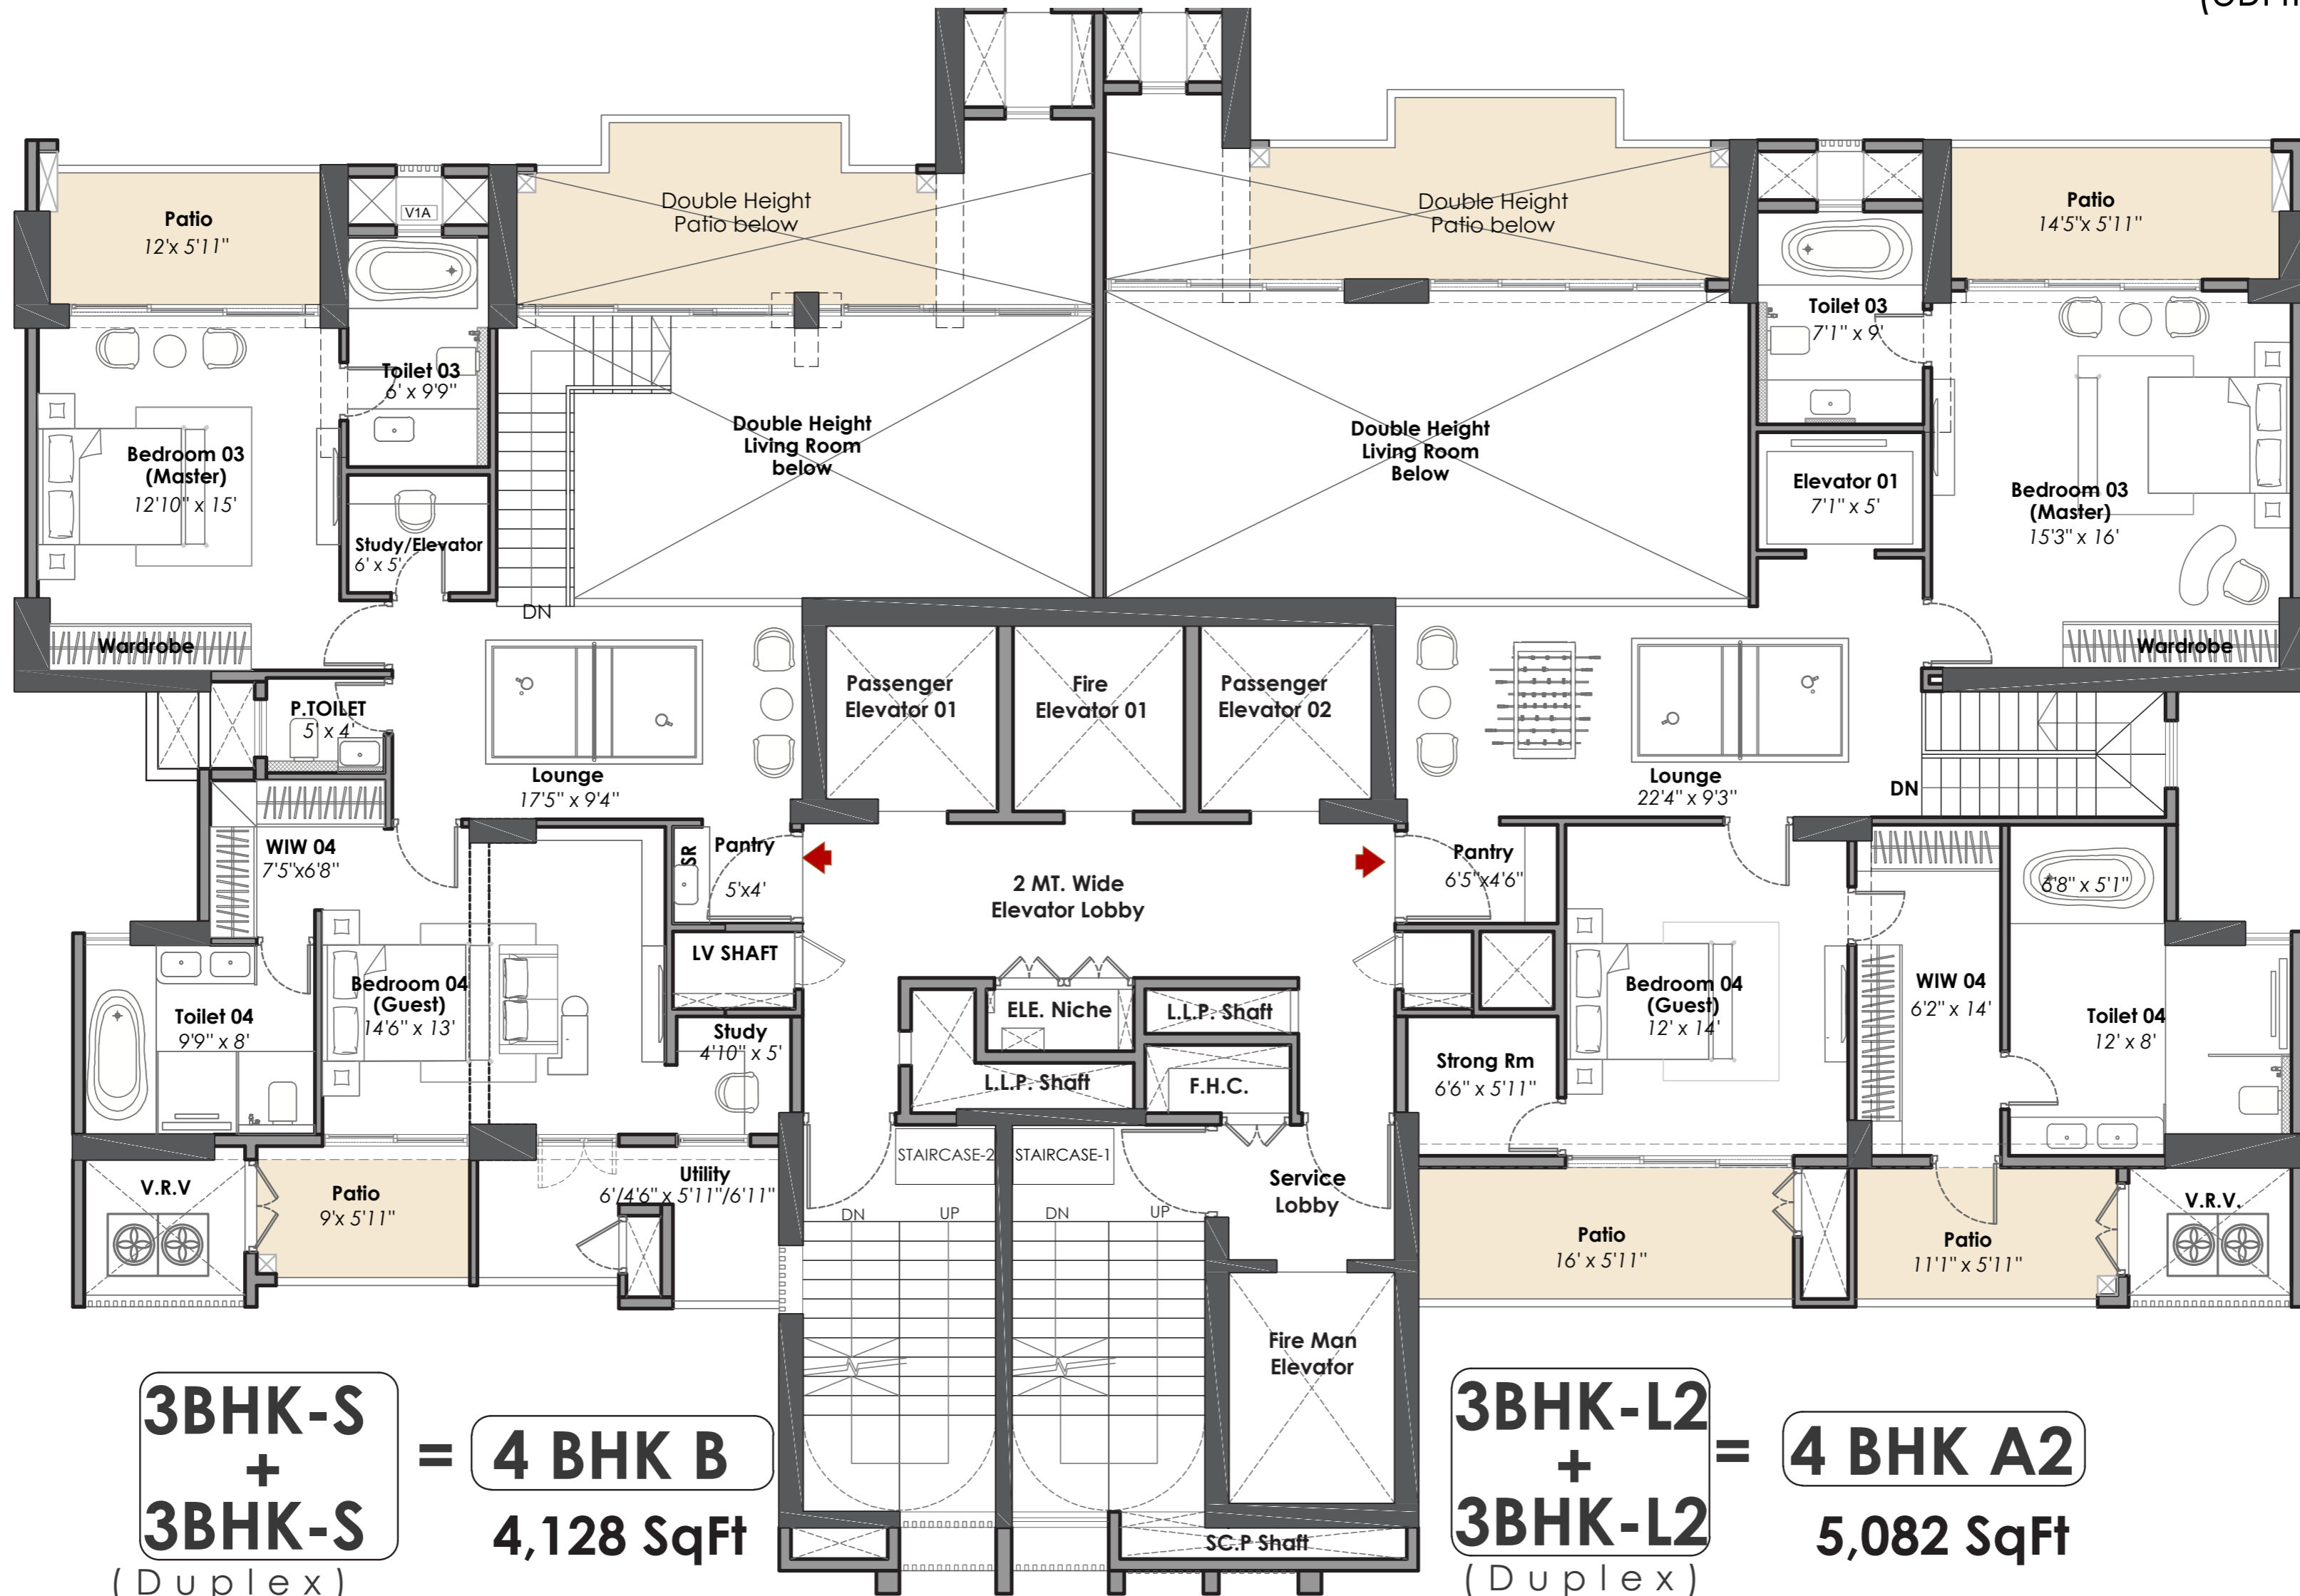 Patio
12'x 5'11"
V1A
Double Height
Patio below
Double Height
Patio below
Patio
14'5"x 5'11"
Toilet 03
6' x 9'9"
Toilet 03
7'1" x 9'
Bedroom 03
(Master)
12'10" x 15'
Double Height
Living Room
below
Double Height
Living Room
Below
Elevator 01
7'1" x 5'
Bedroom 03
(Master)
15'3" x 16'
Study/Elevator
6' x 5'
DN
Wardrobe
Wardrobe
P.TOILET
5' x 4'
Passenger
Elevator 01
Fire
Elevator 01
Passenger
Elevator 02
Lounge
17'5" x 9'4"
Lounge
22'4" x 9'3"
DN
WIW 04
7'5"x6'8"
SR
Pantry
5'x4'
2 MT. Wide
Elevator Lobby
Pantry
6'5"x4'6"
6'8" x 5'1"
LV SHAFT
Bedroom 04
(Guest)
14'6" x 13'
Toilet 04
9'9" x 8'
Study
4'10" x 5'
ELE. Niche
L.L.P. Shaft
L.L.P. Shaft
F.H.C.
Strong Rm
6'6" x 5'11"
Bedroom 04
(Guest)
12' x 14'
WIW 04
6'2" x 14'
Toilet 04
12' x 8'
STAIRCASE-2
STAIRCASE-1
V.R.V
Patio
9'x 5'11"
Utility
6'/4'6" x 5'11"/6'11"
Service
Lobby
DN
UP
DN
UP
Patio
16' x 5'11"
Patio
11'1" x 5'11"
V.R.V.
Fire Man
Elevator
SC.P Shaft
3BHK-S
+
3BHK-S
(Duplex)
= 4 BHK B
4,128 SqFt
3BHK-L2
+
3BHK-L2
(Duplex)
= 4 BHK A2
5,082 SqFt